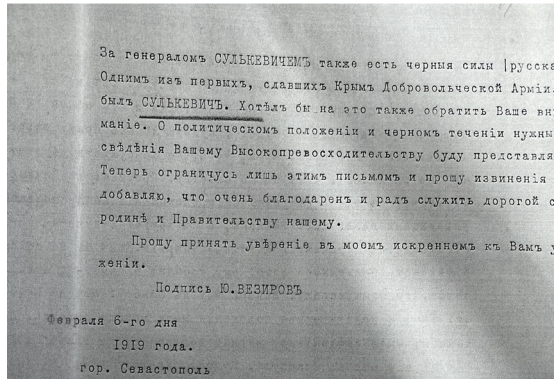 За генераломъ СУЛЬКЕВИЧЕМЪ также есть черныя силы |русска
Однимъ изъ первыхъ, сдавшихъ Крымъ Добровольческой Арміи,
былъ СУЛЬКЕВИЧЪ. Хотѣлъ бы на это также обратить Ваше вни
маніе. О политическомъ положеніи и черномъ теченіи нужны
свѣдѣнія Вашему Высокопревосходительству буду представля
Теперь ограничусь лишь этимъ письмомъ и прошу извиненія
добавляю, что очень благодаренъ и радъ служить дорогой с
родинѣ и Правительству нашему.
Прошу принять увѣреніе въ моемъ искреннемъ къ Вамъ у
женіи.
Подпись Ю.ВЕЗИРОВЪ
Февраля 6-го дня
1919 года.
гор. Севастополь